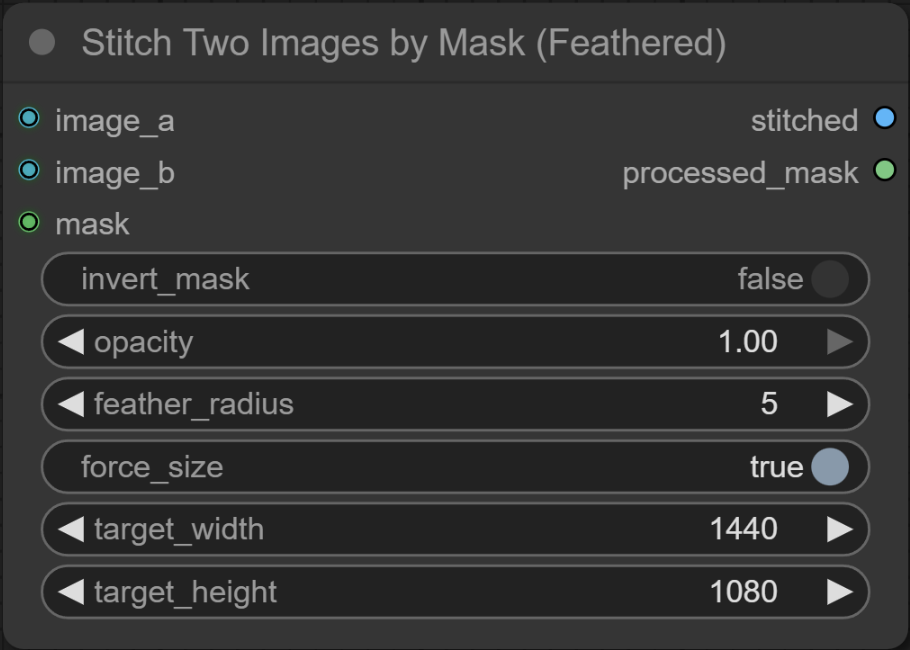 Stitch Two Images by Mask (Feathered)
image_a stitched
image_b processed_mask
mask
invert_mask false
opacity 1.00
feather_radius 5
force_size true
target_width 1440
target_height 1080